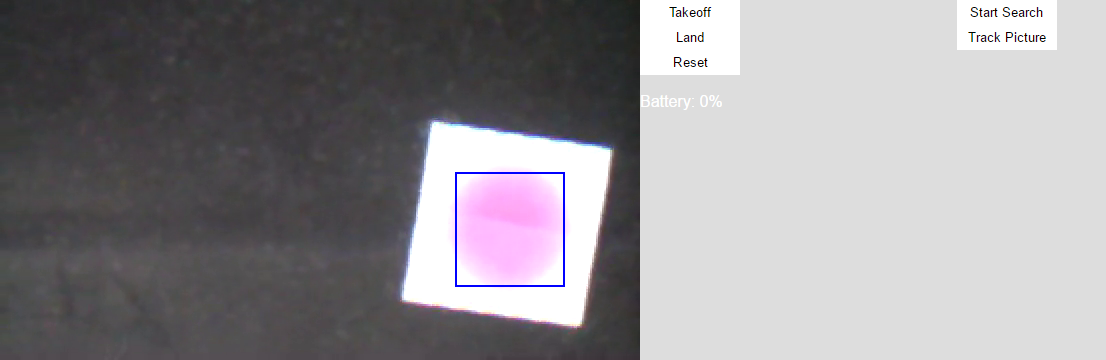 Takeoff
Land
Reset
Start Search
Track Picture
Battery: 0%